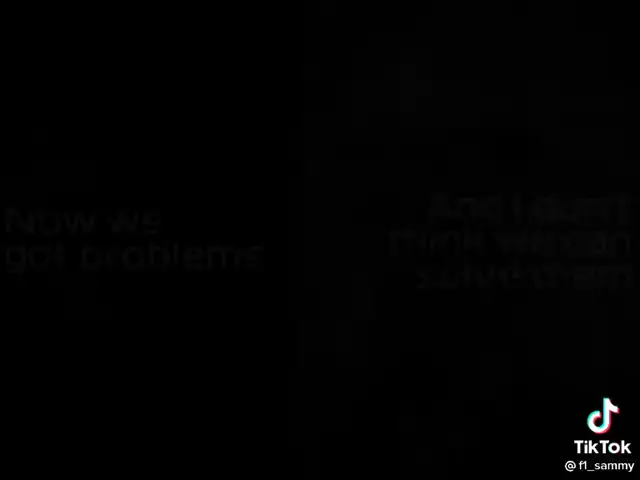 Now we
got problems
And I don't
think we can
solve them
TikTok
@f1_sammy